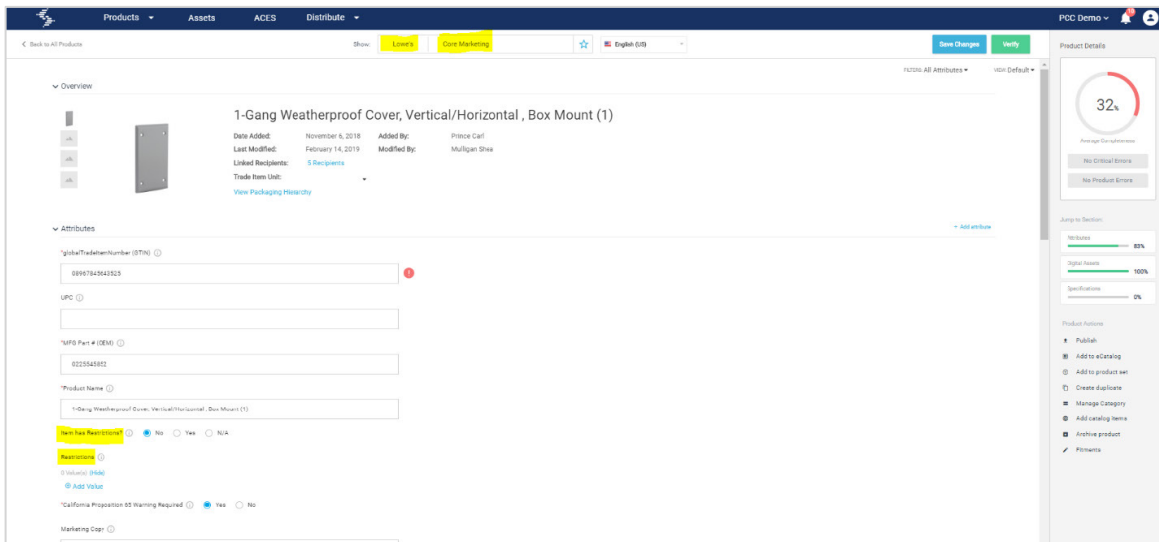 Products
Assets
ACES
Distribute
PCC Demo
Back to All Products
Show:
Lowe's
Core Marketing
English (US)
Save Changes
Verify
Product Details
FILTERS: All Attributes
VIEW: Default
Overview
32%
Average Completeness
No Critical Errors
No Product Errors
1-Gang Weatherproof Cover, Vertical/Horizontal , Box Mount (1)
Date Added: November 6, 2018 Added By: Prince Carl
Last Modified: February 14, 2019 Modified By: Mulligan Shea
Linked Recipients: 5 Recipients
Trade Item Unit:
View Packaging Hierarchy
Attributes
+ Add attribute
*globalTradeItemNumber (GTIN)
08967845643525
UPC
*MFG Part # (OEM)
0225545852
*Product Name
1-Gang Weatherproof Cover, Vertical/Horizontal , Box Mount (1)
Item has Restrictions? No Yes N/A
Restrictions
0 Value(s) (Hide)
Add Value
*California Proposition 65 Warning Required Yes No
Marketing Copy
Jump to Section:
Attributes
83%
Digital Assets
100%
Specifications
0%
Product Actions
Publish
Add to eCatalog
Add to product set
Create duplicate
Manage Category
Add catalog items
Archive product
Fitments